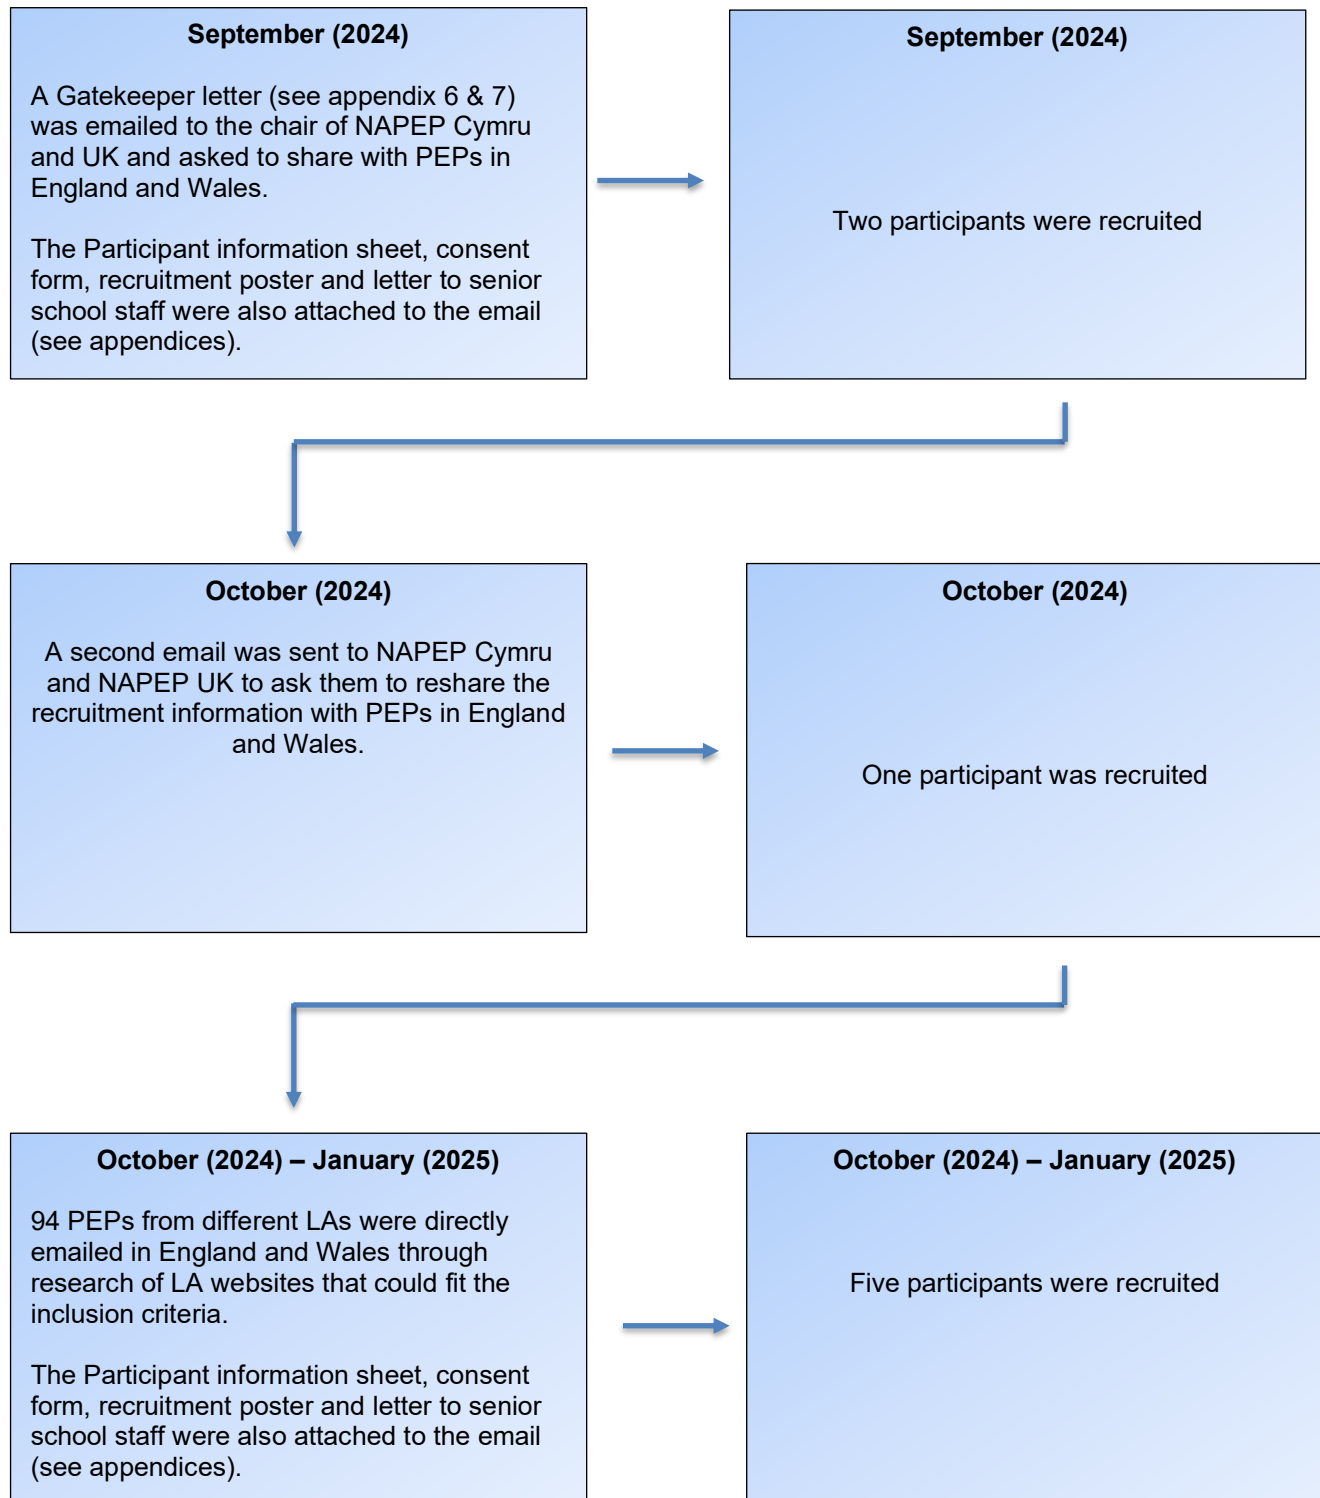 September (2024)
A Gatekeeper letter (see appendix 6 & 7)
was emailed to the chair of NAPEP Cymru
and UK and asked to share with PEPs in
England and Wales.
The Participant information sheet, consent
form, recruitment poster and letter to senior
school staff were also attached to the email
(see appendices).
September (2024)
Two participants were recruited
October (2024)
A second email was sent to NAPEP Cymru
and NAPEP UK to ask them to reshare the
recruitment information with PEPs in England
and Wales.
October (2024)
One participant was recruited
October (2024) – January (2025)
94 PEPs from different LAs were directly
emailed in England and Wales through
research of LA websites that could fit the
inclusion criteria.
The Participant information sheet, consent
form, recruitment poster and letter to senior
school staff were also attached to the email
(see appendices).
October (2024) – January (2025)
Five participants were recruited